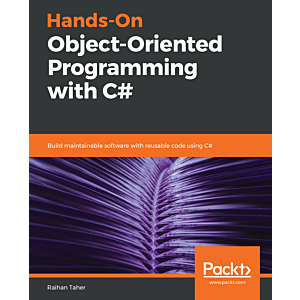 Hands-On
Object-Oriented
Programming
with C#
Build maintainable software with reusable code using C#
Raihan Taher
Packt>
www.packt.com